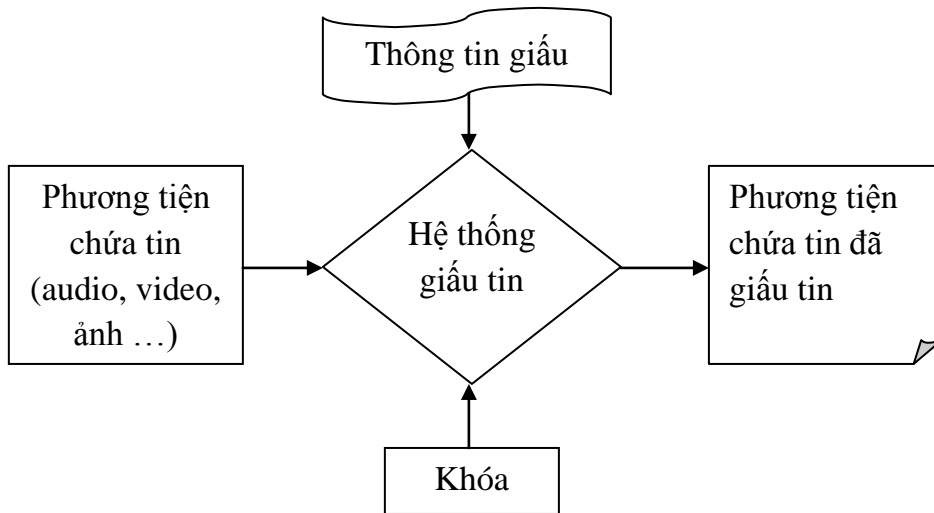 Thông tin giấu
Phương tiện
chứa tin
(audio, video,
ảnh …)
Hệ thống
giấu tin
Phương tiện
chứa tin đã
giấu tin
Khóa